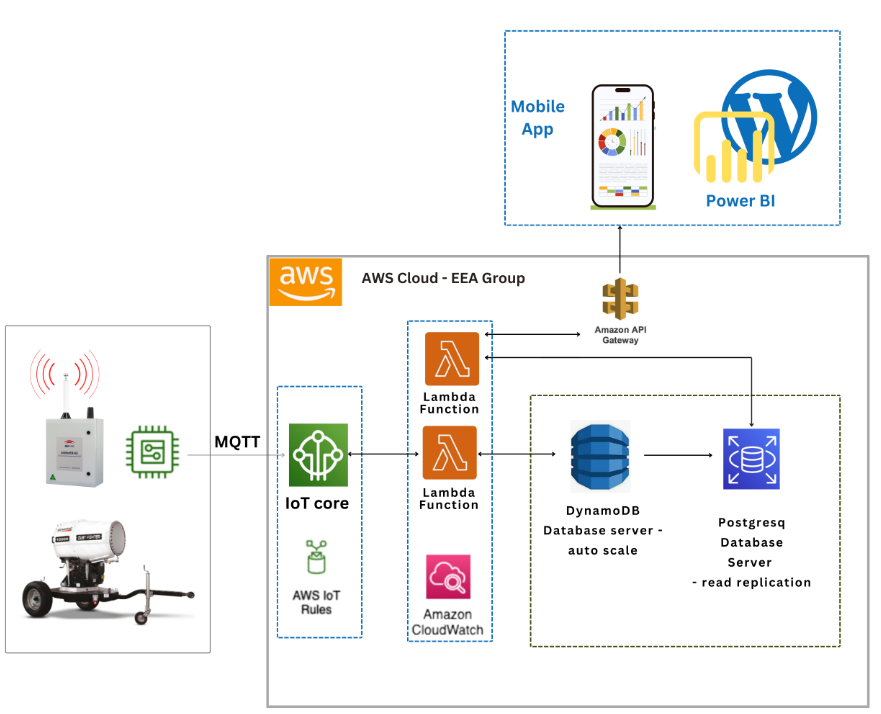 Mobile
App
Power BI
aws
AWS Cloud - EEA Group
Amazon API
Gateway
Lambda
Function
MQTT
IoT core
Lambda
Function
DynamoDB
Database server -
auto scale
Postgresq
Database
Server
- read replication
AWS IoT
Rules
Amazon
CloudWatch